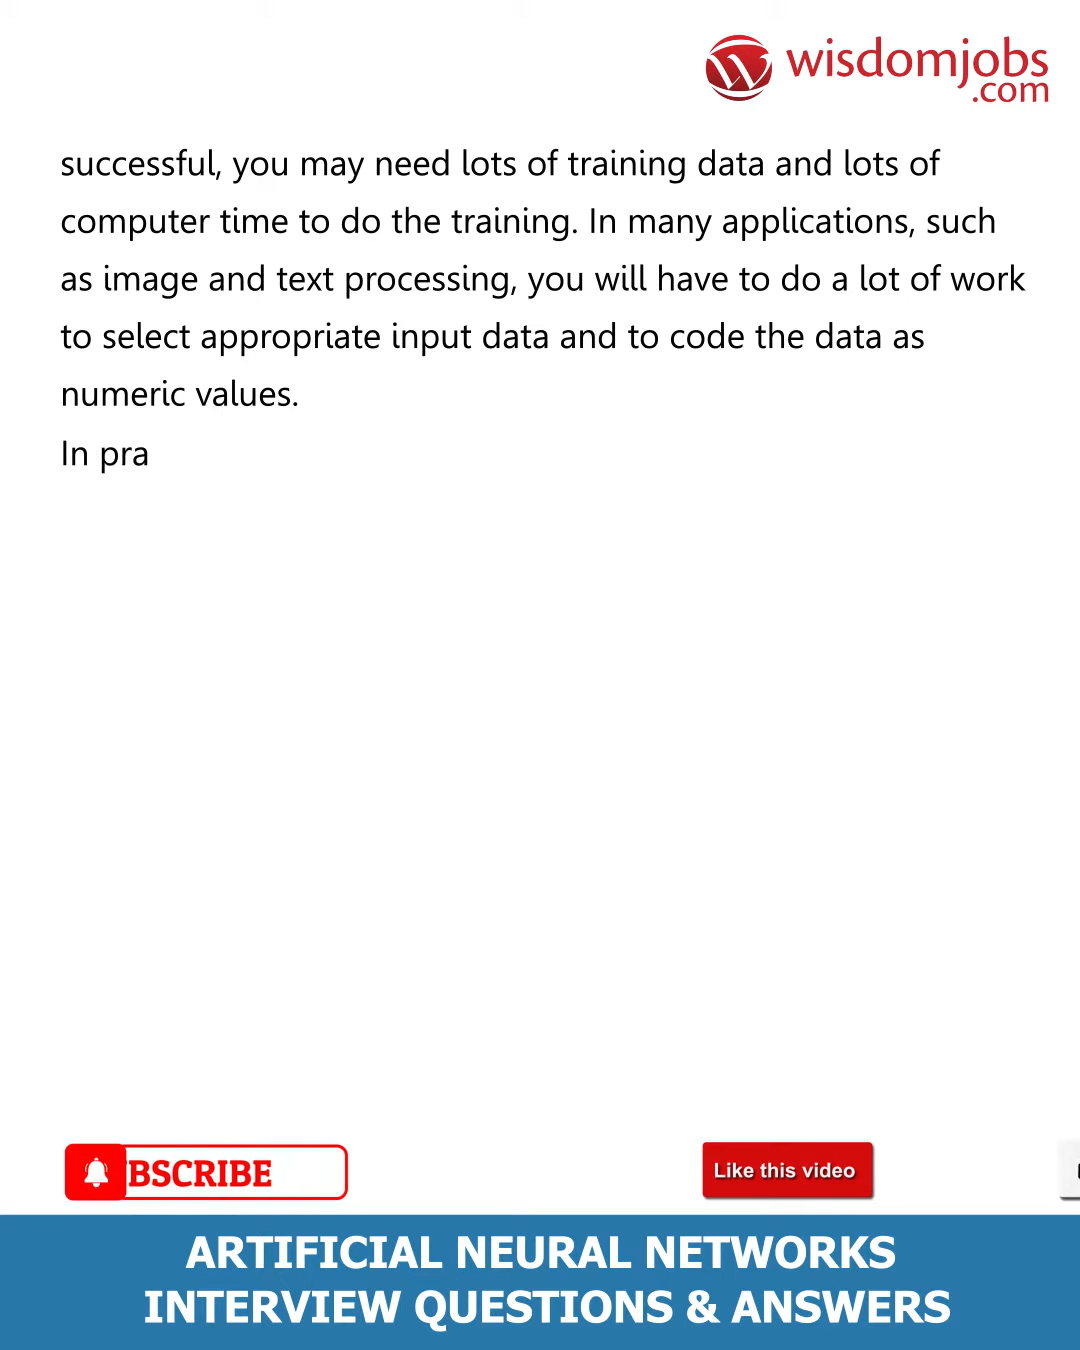 wisdomjobs
.com
successful, you may need lots of training data and lots of
computer time to do the training. In many applications, such
as image and text processing, you will have to do a lot of work
to select appropriate input data and to code the data as
numeric values.
In pra
BSCRIBE
Like this video
ARTIFICIAL NEURAL NETWORKS
INTERVIEW QUESTIONS & ANSWERS